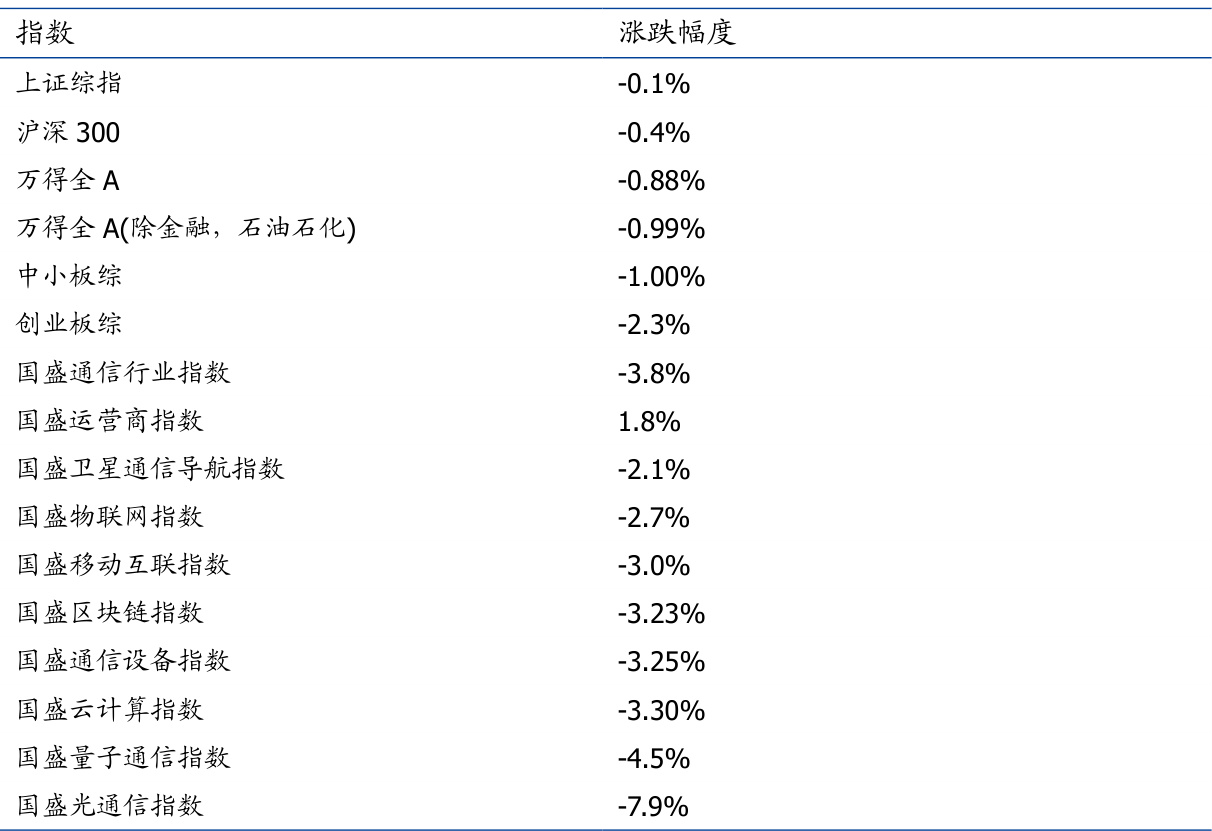 指数 涨跌幅度
上证综指 -0.1%
沪深 300 -0.4%
万得全 A -0.88%
万得全 A(除金融，石油石化) -0.99%
中小板综 -1.00%
创业板综 -2.3%
国盛通信行业指数 -3.8%
国盛运营商指数 1.8%
国盛卫星通信导航指数 -2.1%
国盛物联网指数 -2.7%
国盛移动互联指数 -3.0%
国盛区块链指数 -3.23%
国盛通信设备指数 -3.25%
国盛云计算指数 -3.30%
国盛量子通信指数 -4.5%
国盛光通信指数 -7.9%